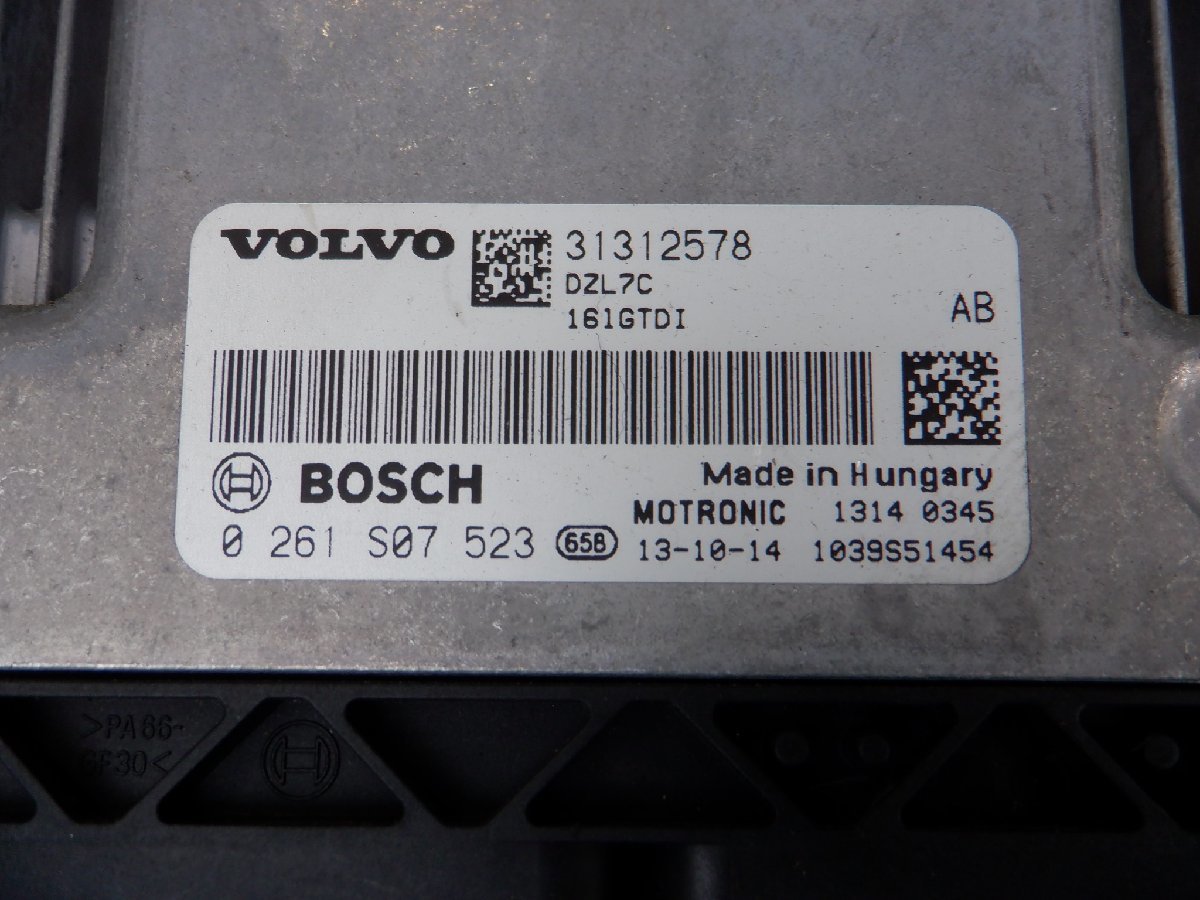 VOLVO 31312578
DZL7C
161GTDI
AB
BOSCH Made in Hungary
MOTRONIC 1314 0345
0 261 S07 523 65B 13-10-14 1039S51454
>PA66-
GF30<